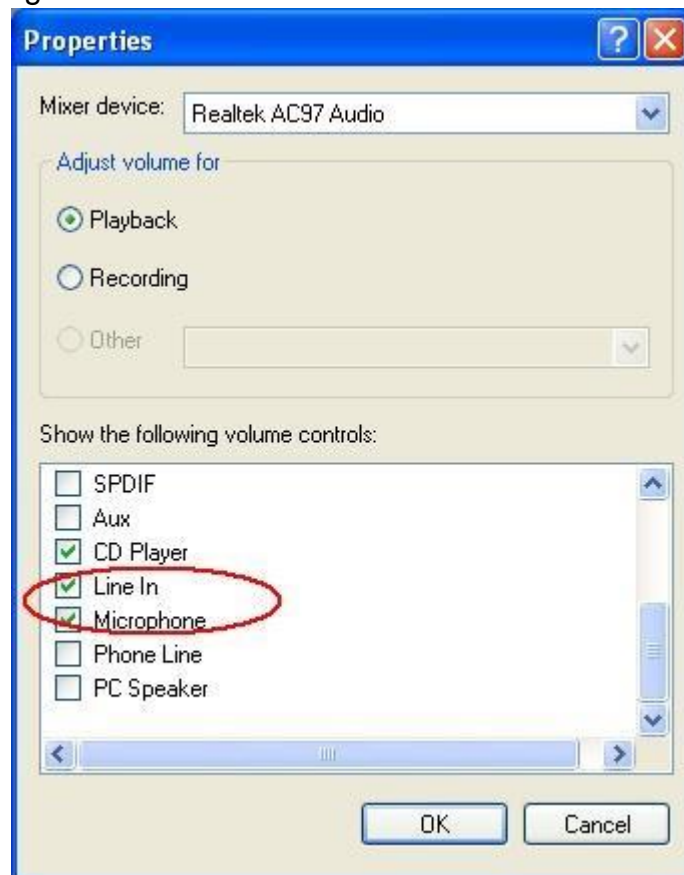 Properties
Mixer device: Realtek AC97 Audio
Adjust volume for
Playback
Recording
Other
Show the following volume controls:
SPDIF
Aux
CD Player
Line In
Microphone
Phone Line
PC Speaker
OK Cancel